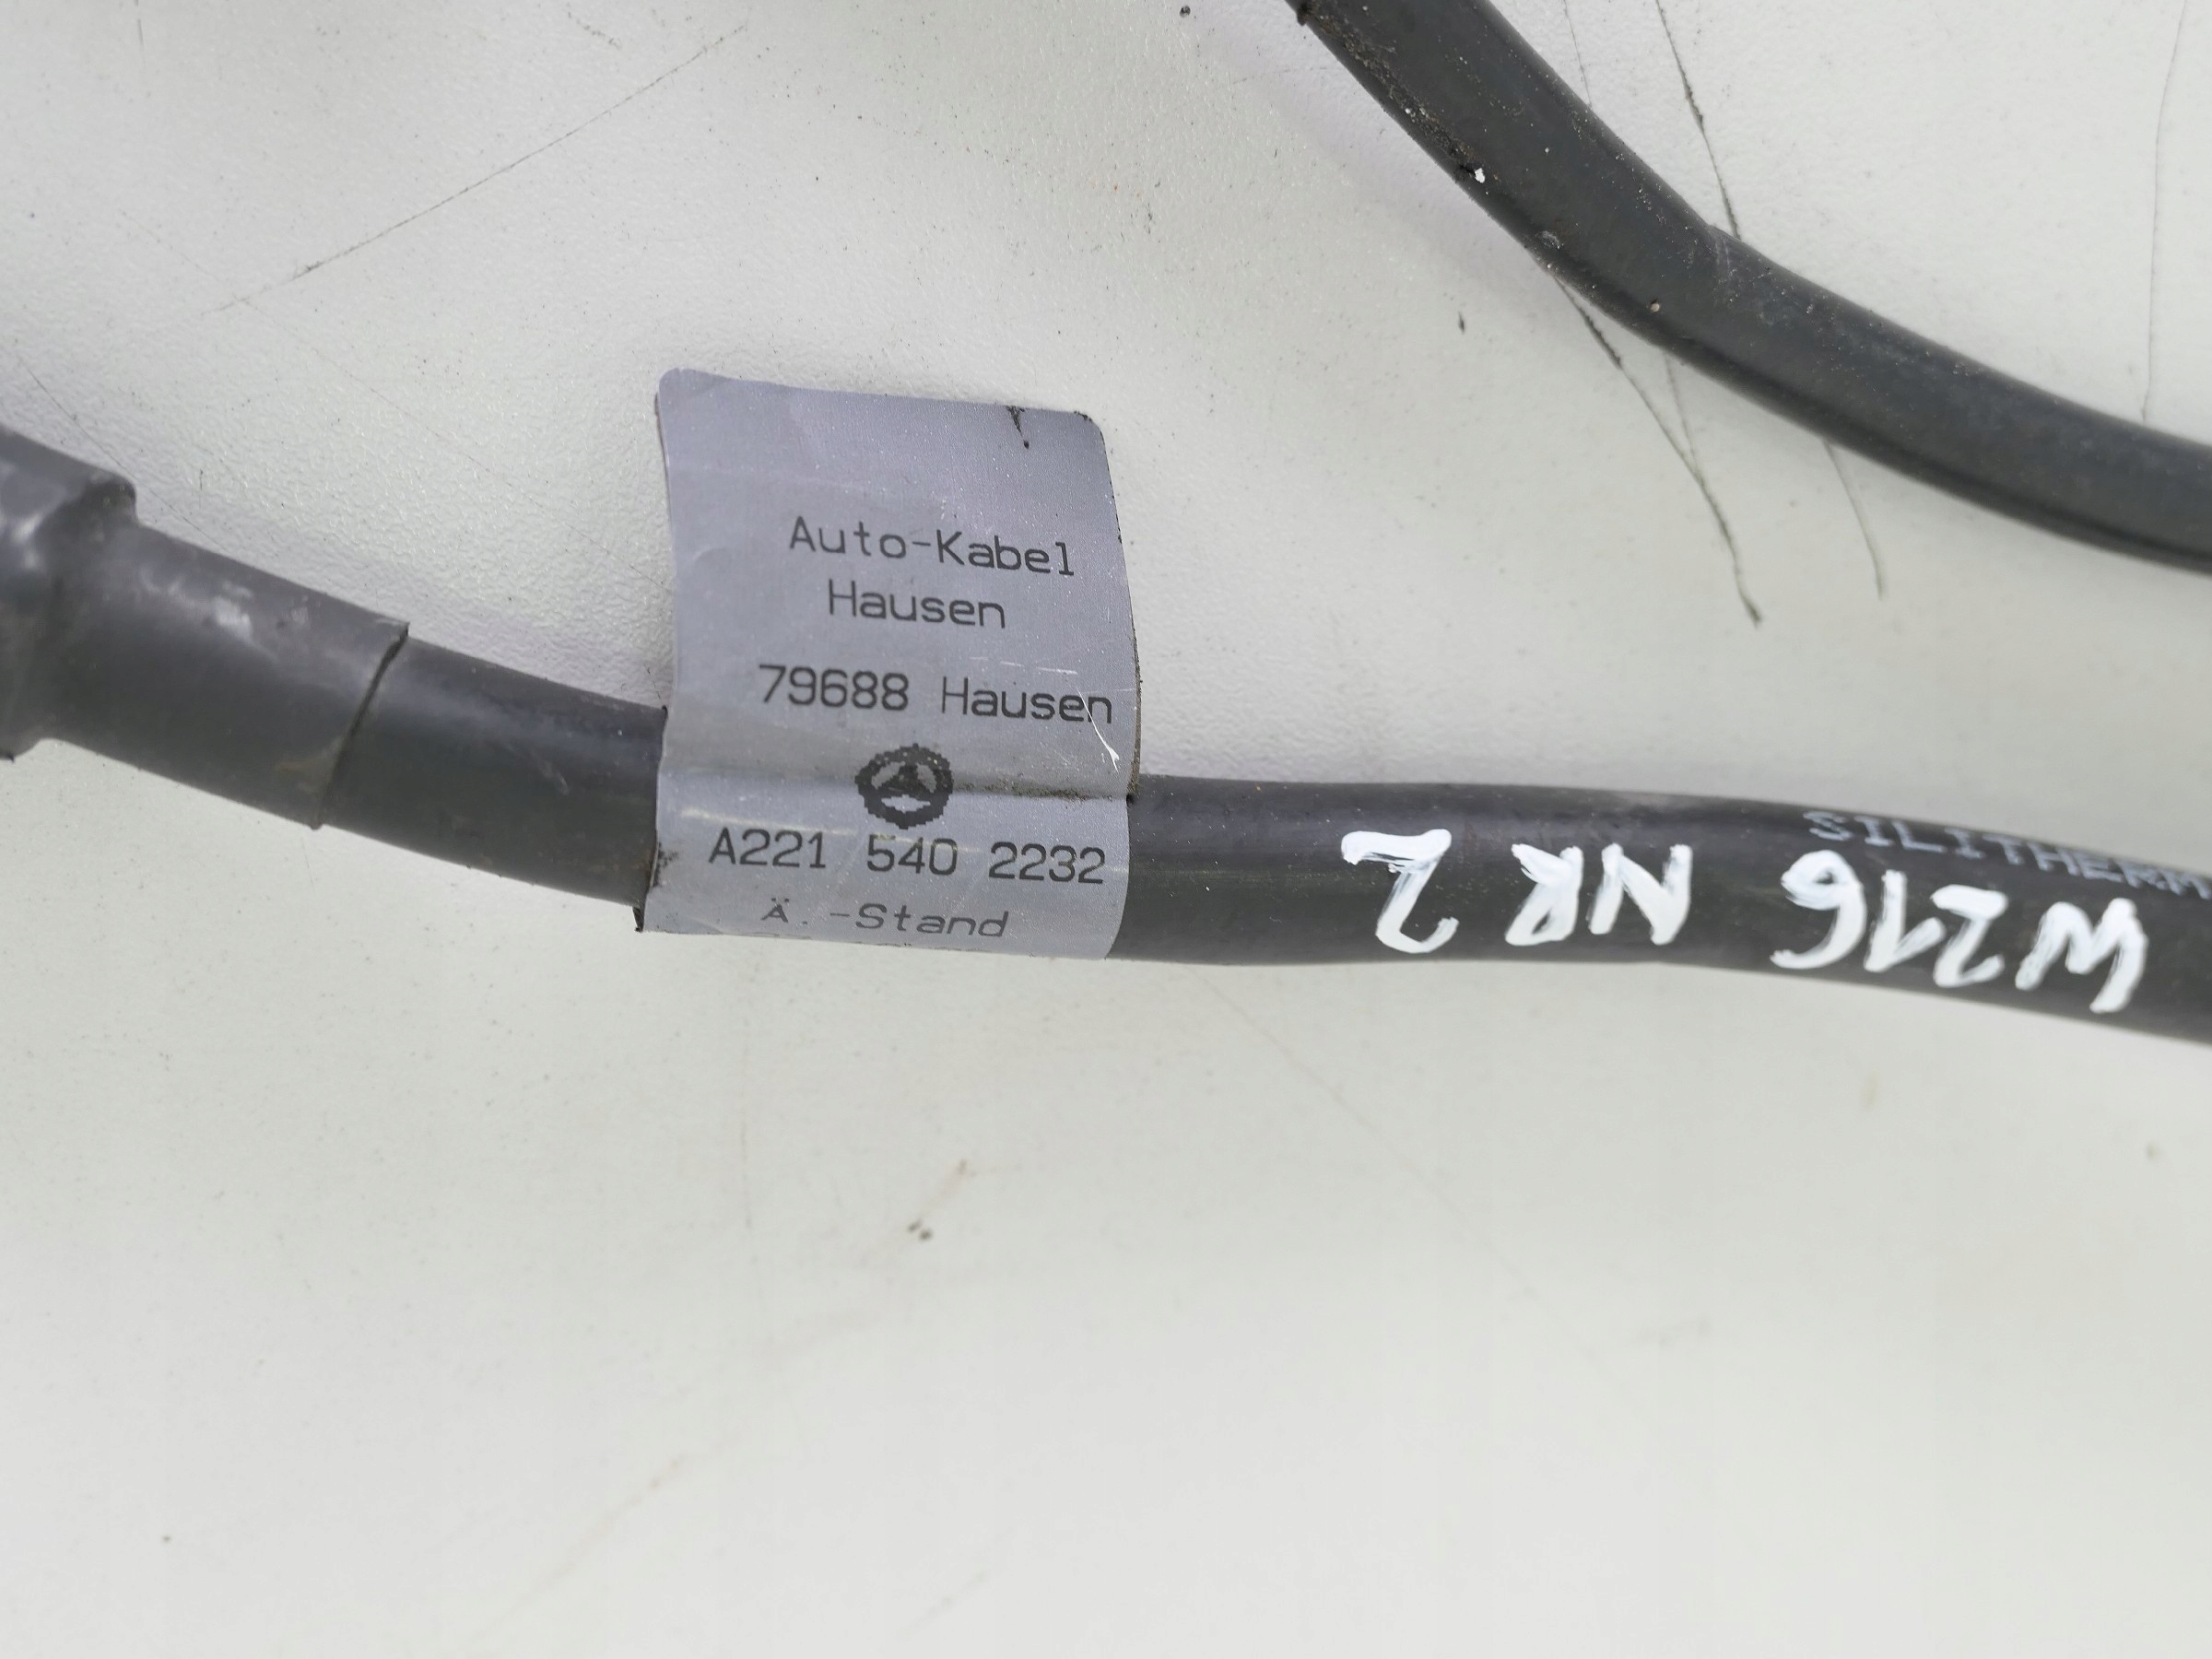 Auto-Kabel
Hausen
79688 Hausen
A221 540 2232
Ä.-Stand
SILITHERM
W216 NR 2